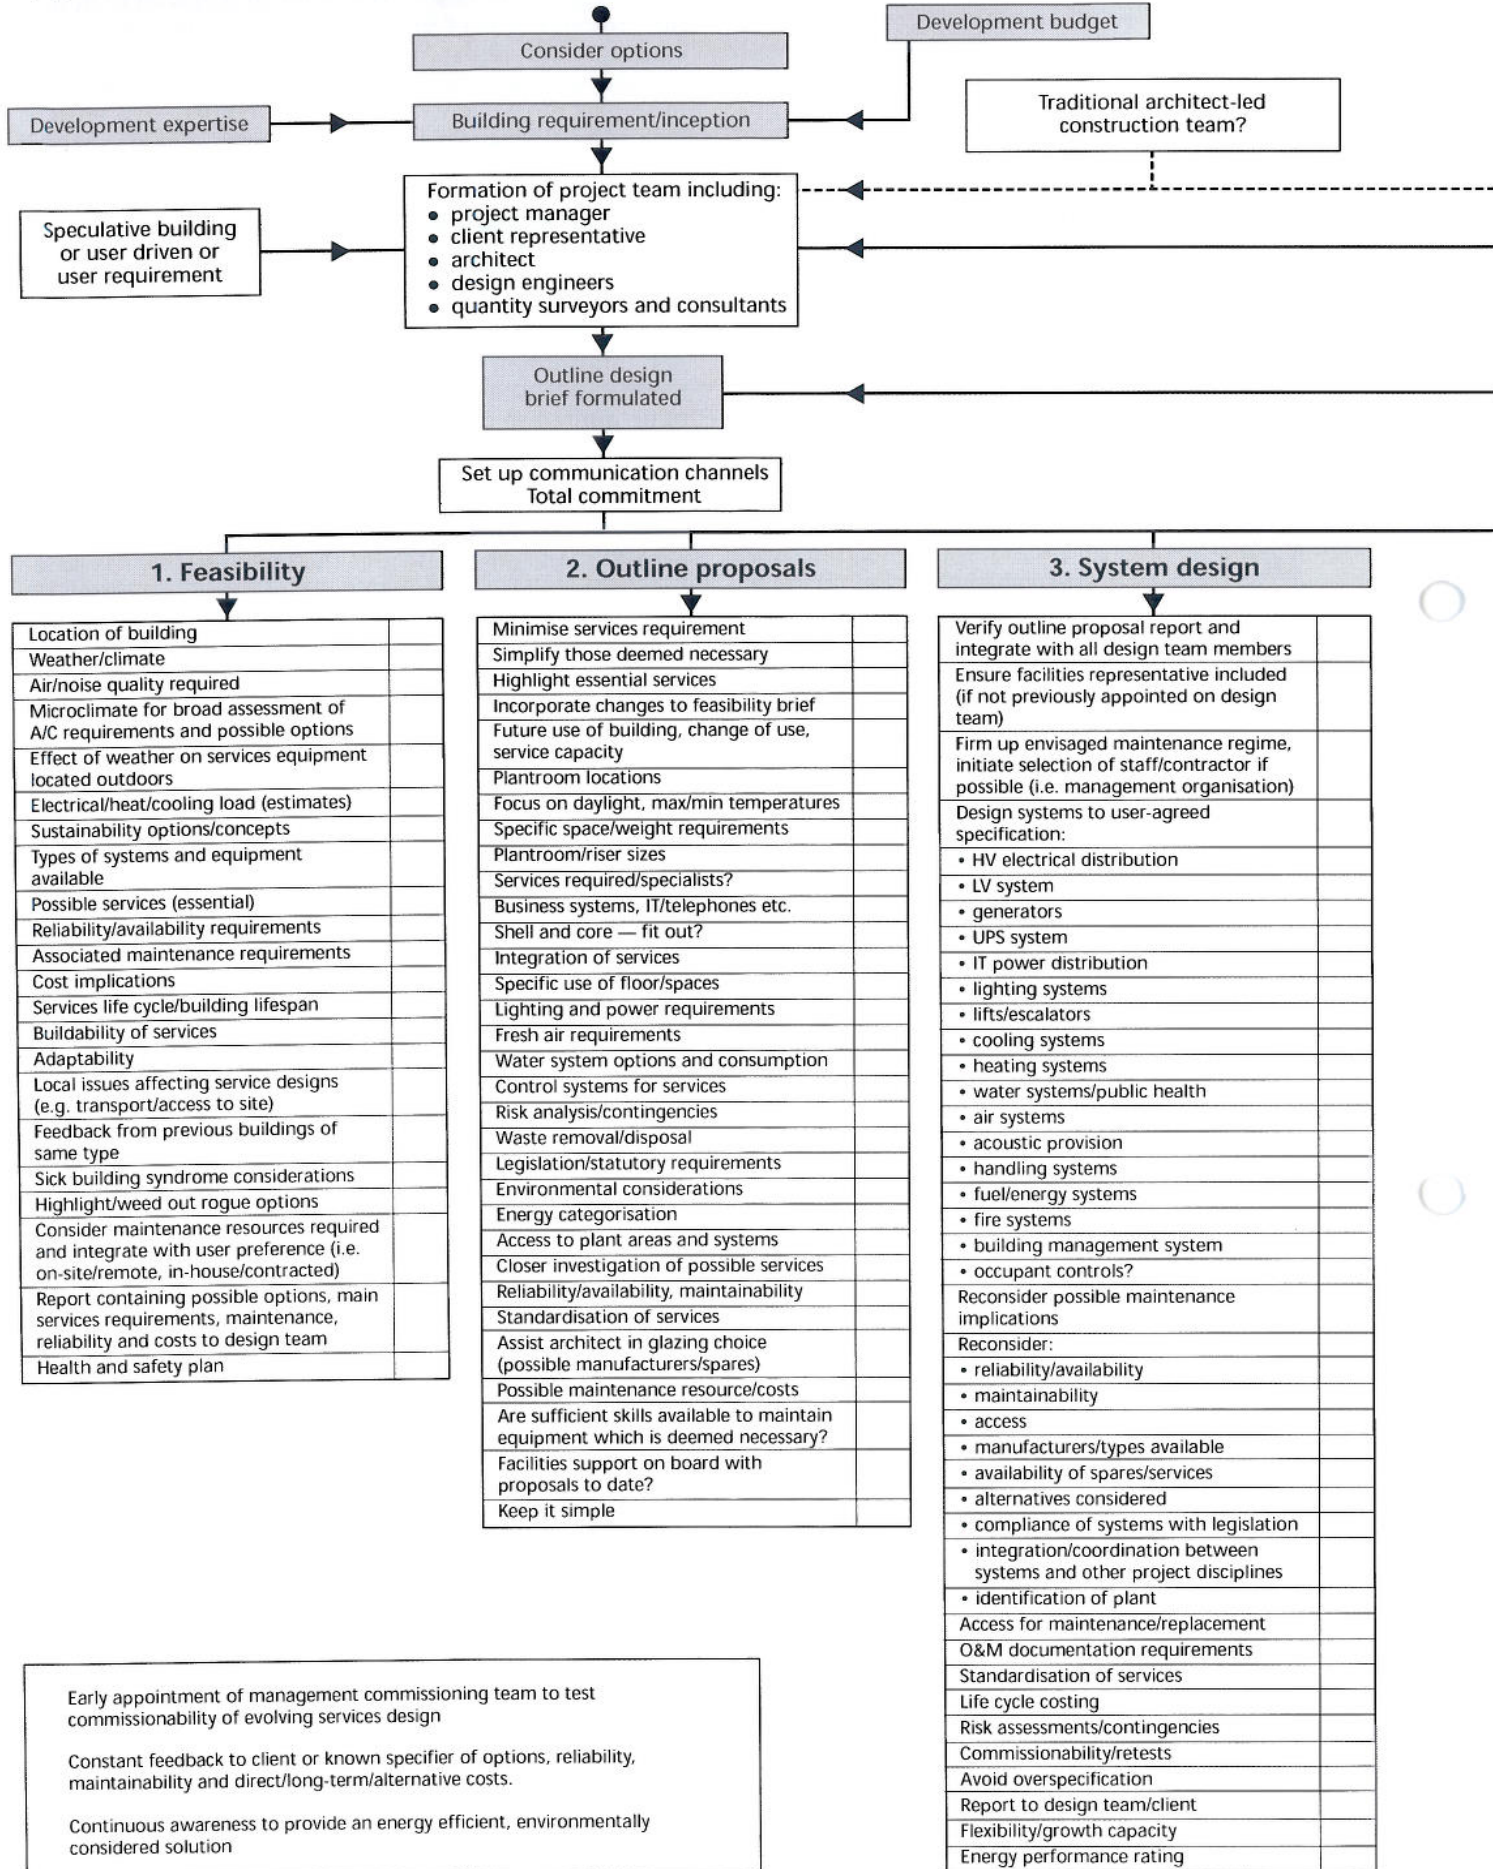 Development budget
Consider options
Traditional architect-led
construction team?
Development expertise
Building requirement/inception
Formation of project team including:
• project manager
• client representative
• architect
• design engineers
• quantity surveyors and consultants
Speculative building
or user driven or
user requirement
Outline design
brief formulated
Set up communication channels
Total commitment
1. Feasibility
Location of building
Weather/climate
Air/noise quality required
Microclimate for broad assessment of
A/C requirements and possible options
Effect of weather on services equipment
located outdoors
Electrical/heat/cooling load (estimates)
Sustainability options/concepts
Types of systems and equipment
available
Possible services (essential)
Reliability/availability requirements
Associated maintenance requirements
Cost implications
Services life cycle/building lifespan
Buildability of services
Adaptability
Local issues affecting service designs
(e.g. transport/access to site)
Feedback from previous buildings of
same type
Sick building syndrome considerations
Highlight/weed out rogue options
Consider maintenance resources required
and integrate with user preference (i.e.
on-site/remote, in-house/contracted)
Report containing possible options, main
services requirements, maintenance,
reliability and costs to design team
Health and safety plan
2. Outline proposals
Minimise services requirement
Simplify those deemed necessary
Highlight essential services
Incorporate changes to feasibility brief
Future use of building, change of use,
service capacity
Plantroom locations
Focus on daylight, max/min temperatures
Specific space/weight requirements
Plantroom/riser sizes
Services required/specialists?
Business systems, IT/telephones etc.
Shell and core — fit out?
Integration of services
Specific use of floor/spaces
Lighting and power requirements
Fresh air requirements
Water system options and consumption
Control systems for services
Risk analysis/contingencies
Waste removal/disposal
Legislation/statutory requirements
Environmental considerations
Energy categorisation
Access to plant areas and systems
Closer investigation of possible services
Reliability/availability, maintainability
Standardisation of services
Assist architect in glazing choice
(possible manufacturers/spares)
Possible maintenance resource/costs
Are sufficient skills available to maintain
equipment which is deemed necessary?
Facilities support on board with
proposals to date?
Keep it simple
3. System design
Verify outline proposal report and
integrate with all design team members
Ensure facilities representative included
(if not previously appointed on design
team)
Firm up envisaged maintenance regime,
initiate selection of staff/contractor if
possible (i.e. management organisation)
Design systems to user-agreed
specification:
• HV electrical distribution
• LV system
• generators
• UPS system
• IT power distribution
• lighting systems
• lifts/escalators
• cooling systems
• heating systems
• water systems/public health
• air systems
• acoustic provision
• handling systems
• fuel/energy systems
• fire systems
• building management system
• occupant controls?
Reconsider possible maintenance
implications
Reconsider:
• reliability/availability
• maintainability
• access
• manufacturers/types available
• availability of spares/services
• alternatives considered
• compliance of systems with legislation
• integration/coordination between
systems and other project disciplines
• identification of plant
Access for maintenance/replacement
O&M documentation requirements
Standardisation of services
Life cycle costing
Risk assessments/contingencies
Commissionability/retests
Avoid overspecification
Report to design team/client
Flexibility/growth capacity
Energy performance rating
Early appointment of management commissioning team to test
commissionability of evolving services design
Constant feedback to client or known specifier of options, reliability,
maintainability and direct/long-term/alternative costs.
Continuous awareness to provide an energy efficient, environmentally
considered solution